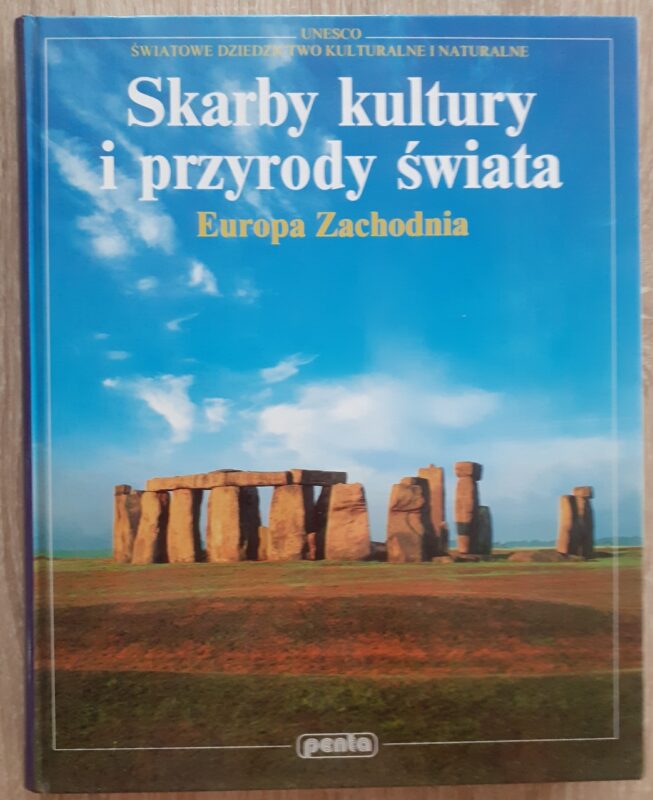 UNESCO
ŚWIATOWE DZIEDZICTWO KULTURALNE I NATURALNE
Skarby kultury
i przyrody świata
Europa Zachodnia
penta